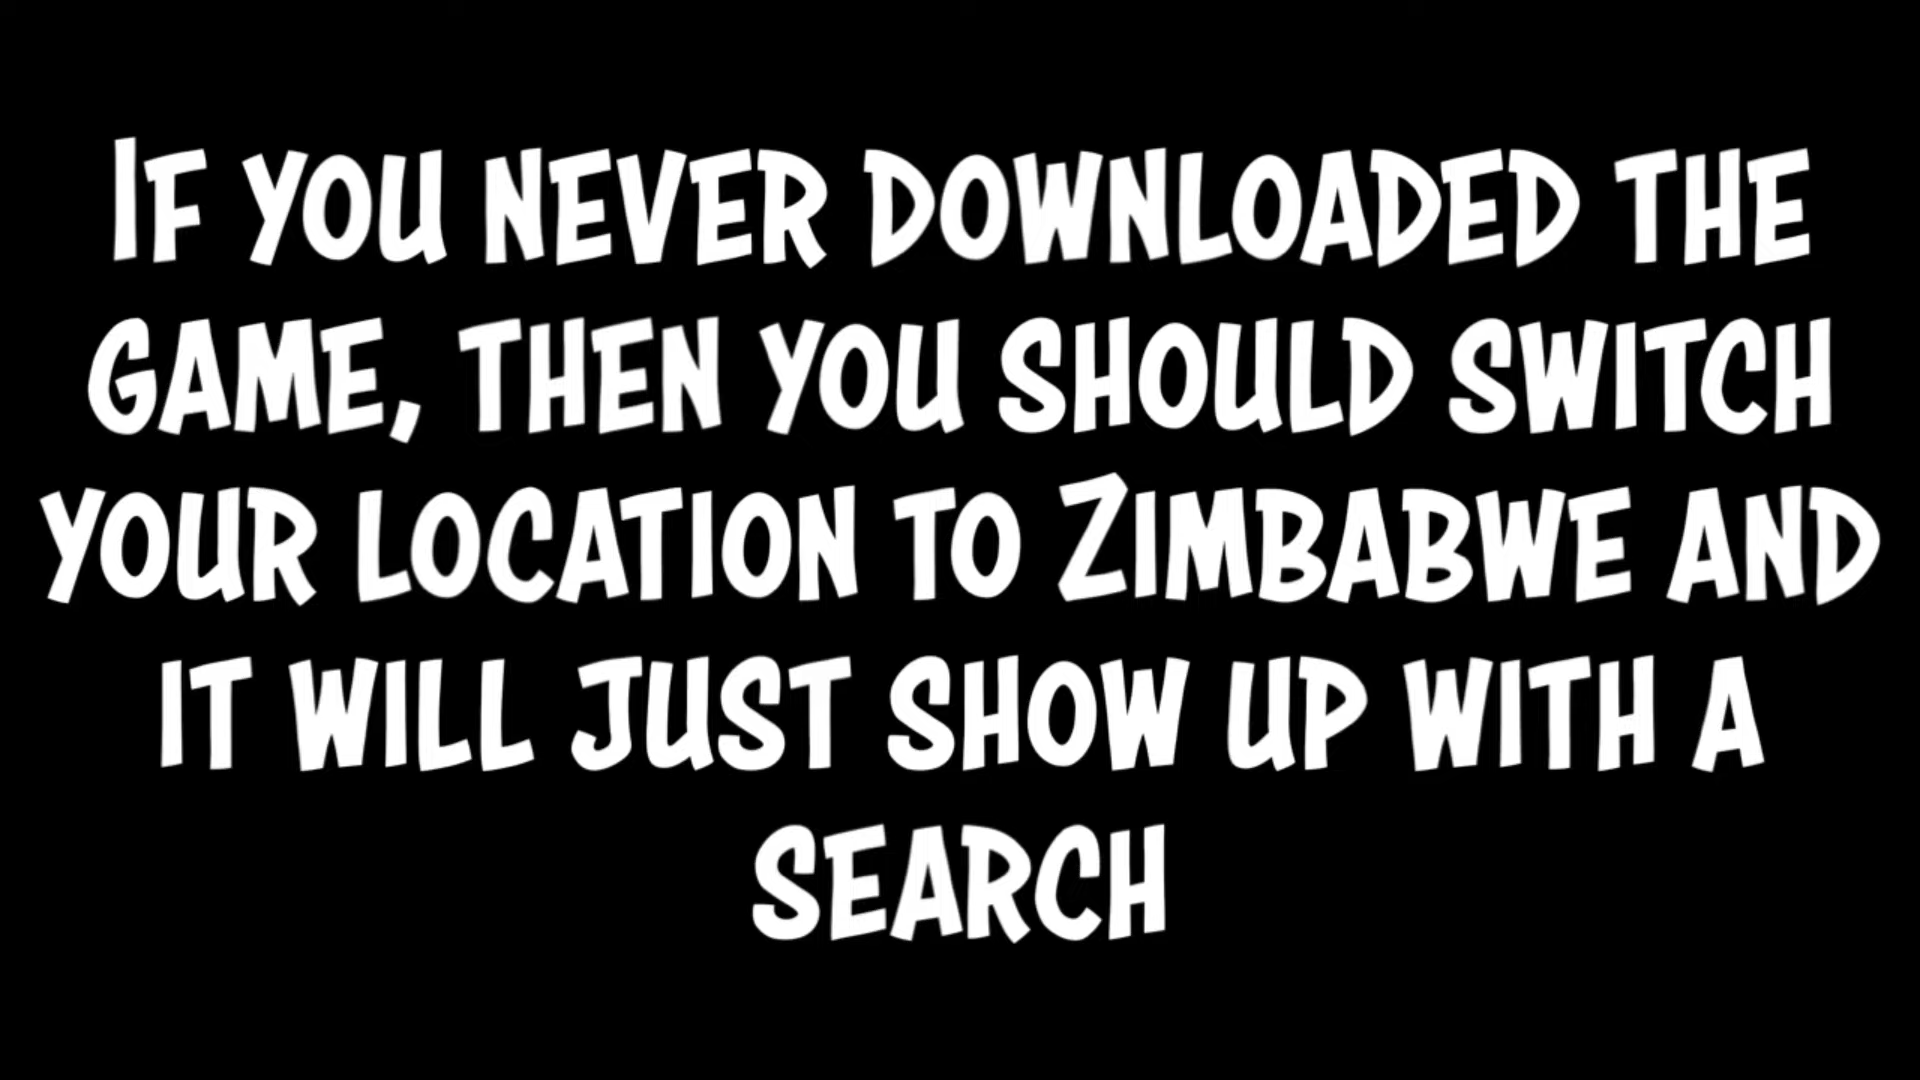 If you never downloaded the
game, then you should switch
your location to Zimbabwe and
it will just show up with a
search